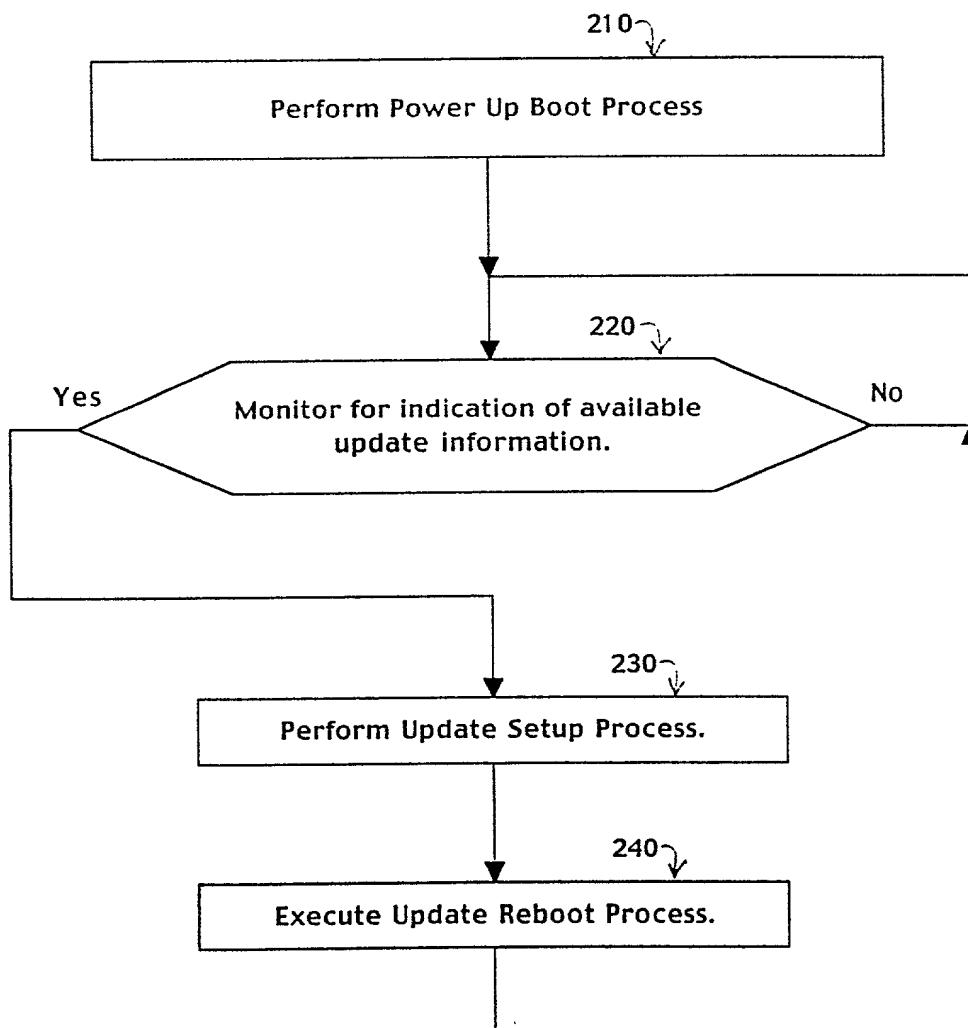 210
Perform Power Up Boot Process
220
Yes
No
Monitor for indication of available
update information.
230
Perform Update Setup Process.
240
Execute Update Reboot Process.